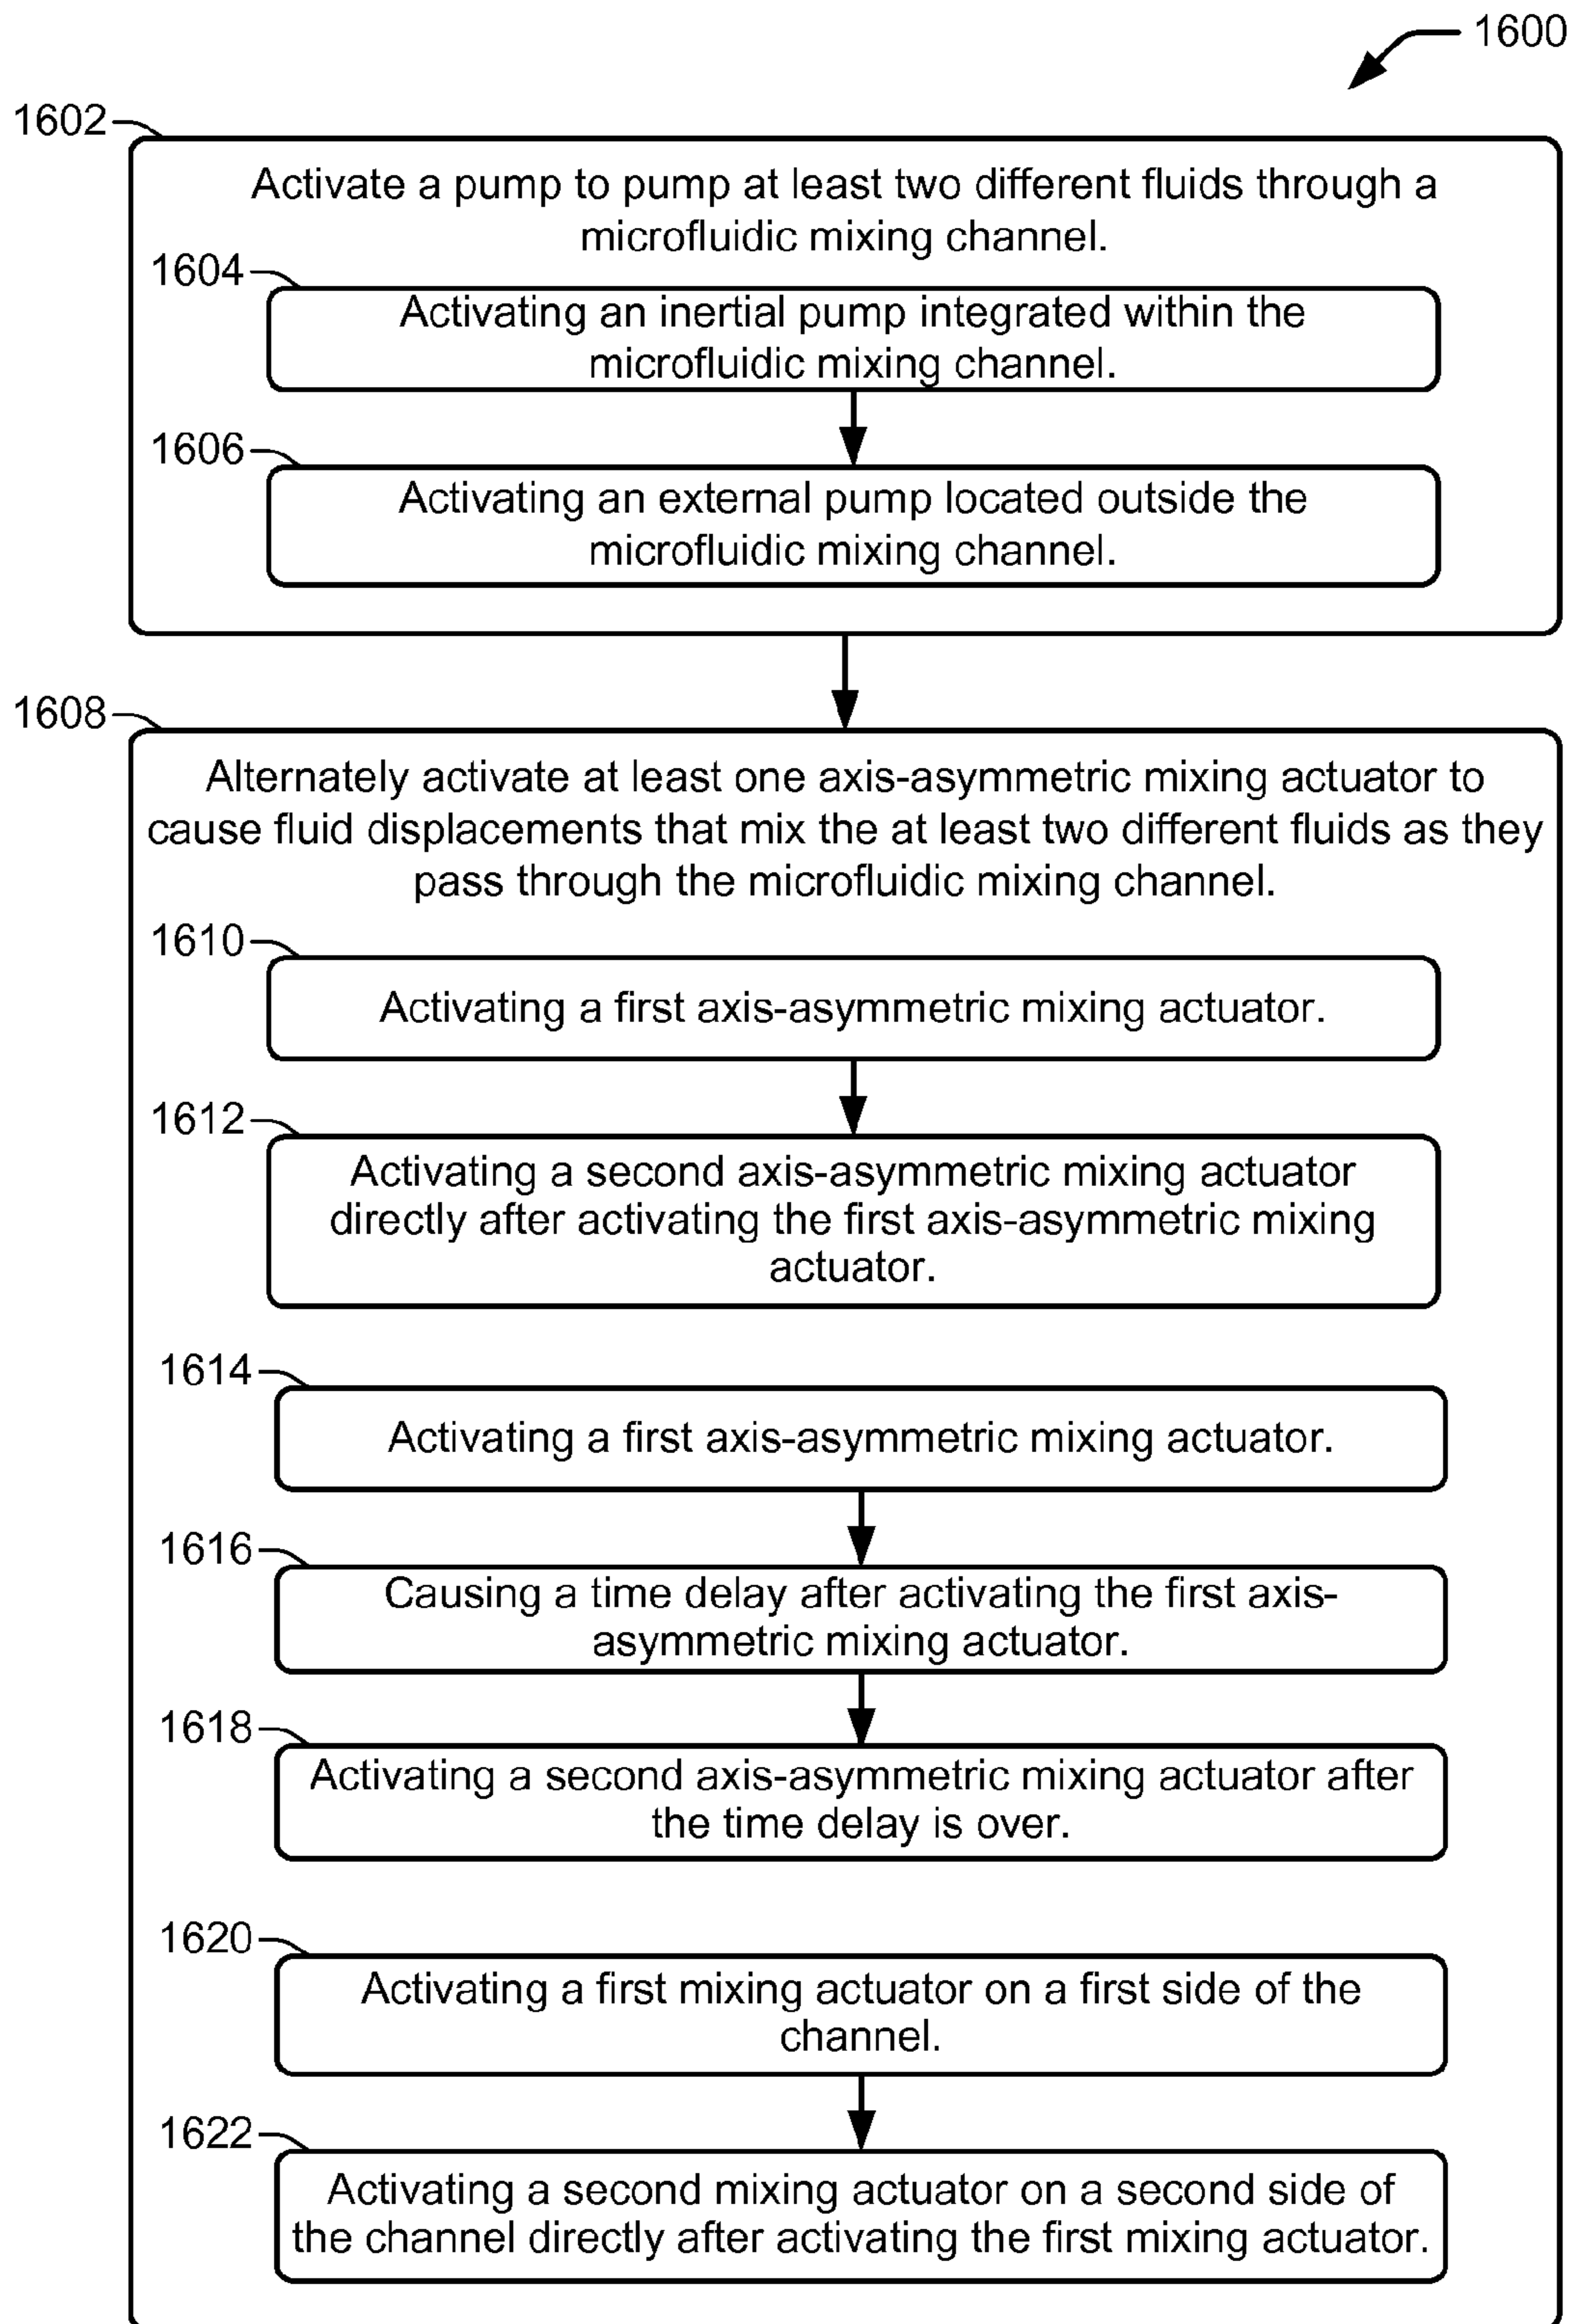 1600
1602
Activate a pump to pump at least two different fluids through a
microfluidic mixing channel.
1604
Activating an inertial pump integrated within the
microfluidic mixing channel.
1606
Activating an external pump located outside the
microfluidic mixing channel.
1608
Alternately activate at least one axis-asymmetric mixing actuator to
cause fluid displacements that mix the at least two different fluids as they
pass through the microfluidic mixing channel.
1610
Activating a first axis-asymmetric mixing actuator.
1612
Activating a second axis-asymmetric mixing actuator
directly after activating the first axis-asymmetric mixing
actuator.
1614
Activating a first axis-asymmetric mixing actuator.
1616
Causing a time delay after activating the first axis-
asymmetric mixing actuator.
1618
Activating a second axis-asymmetric mixing actuator after
the time delay is over.
1620
Activating a first mixing actuator on a first side of the
channel.
1622
Activating a second mixing actuator on a second side of
the channel directly after activating the first mixing actuator.